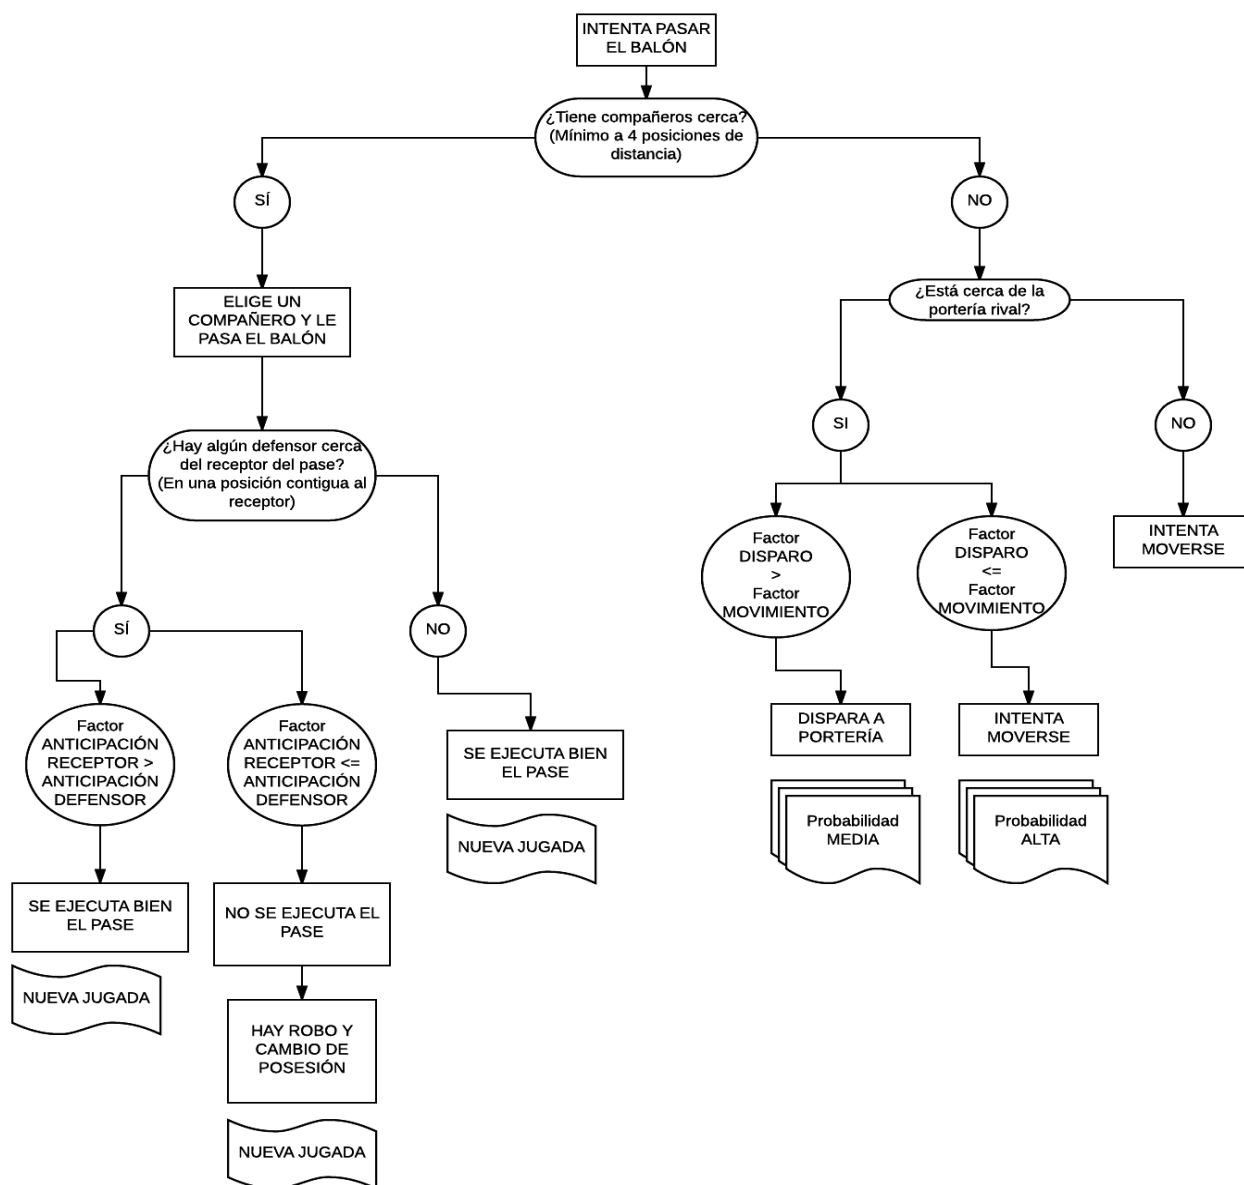 INTENTA PASAR
EL BALÓN
¿Tiene compañeros cerca?
(Mínimo a 4 posiciones de
distancia)
SÍ
NO
ELIGE UN
COMPAÑERO Y LE
PASA EL BALÓN
¿Está cerca de la
portería rival?
SI
NO
¿Hay algún defensor cerca
del receptor del pase?
(En una posición contigua al
receptor)
Factor
DISPARO
>
Factor
MOVIMIENTO
Factor
DISPARO
<=
Factor
MOVIMIENTO
INTENTA
MOVERSE
SÍ
NO
Factor
ANTICIPACIÓN
RECEPTOR >
ANTICIPACIÓN
DEFENSOR
Factor
ANTICIPACIÓN
RECEPTOR <=
ANTICIPACIÓN
DEFENSOR
SE EJECUTA BIEN
EL PASE
NUEVA JUGADA
DISPARA A
PORTERÍA
INTENTA
MOVERSE
Probabilidad
MEDIA
Probabilidad
ALTA
SE EJECUTA BIEN
EL PASE
NUEVA JUGADA
NO SE EJECUTA EL
PASE
HAY ROBO Y
CAMBIO DE
POSESIÓN
NUEVA JUGADA